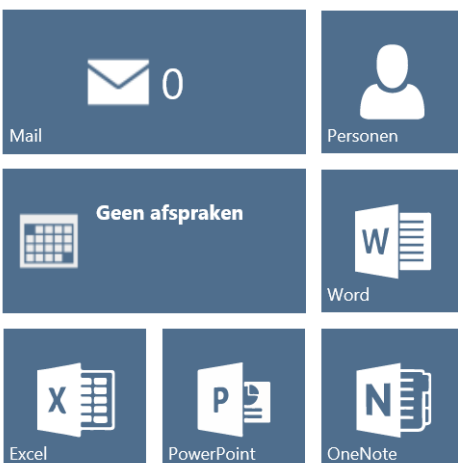 0
Mail
Personen
Geen afspraken
W
Word
X
Excel
P
PowerPoint
N
OneNote